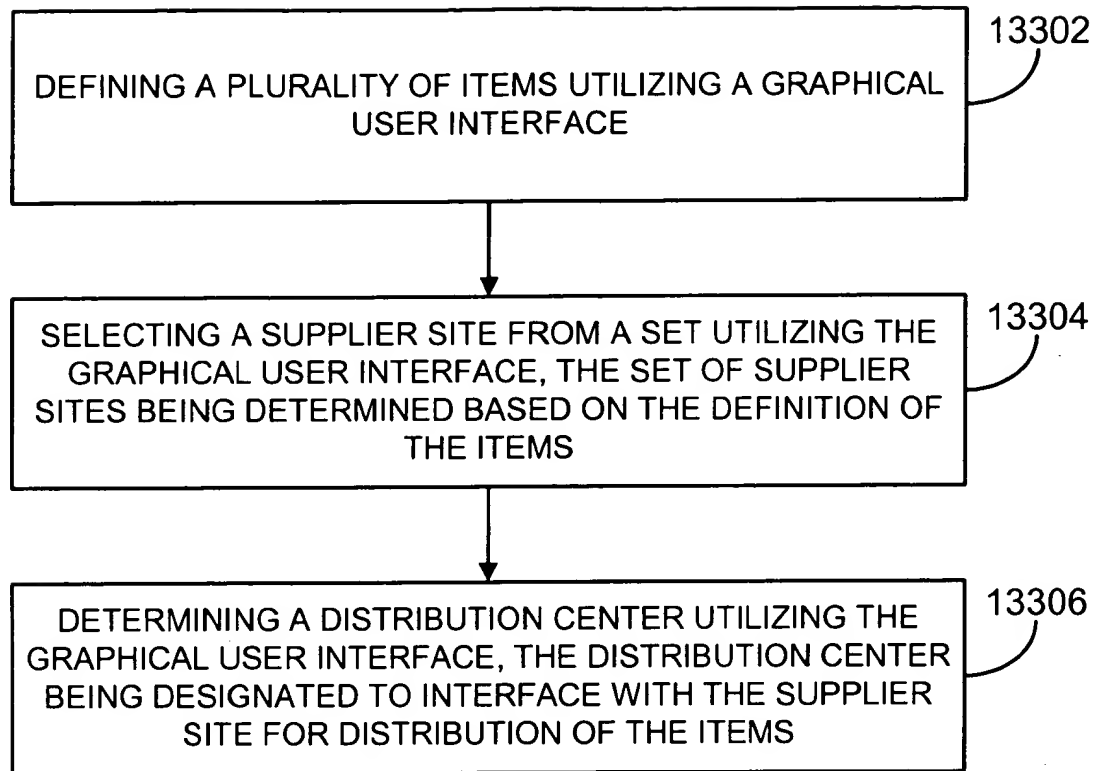 13302
DEFINING A PLURALITY OF ITEMS UTILIZING A GRAPHICAL
USER INTERFACE
13304
SELECTING A SUPPLIER SITE FROM A SET UTILIZING THE
GRAPHICAL USER INTERFACE, THE SET OF SUPPLIER
SITES BEING DETERMINED BASED ON THE DEFINITION OF
THE ITEMS
13306
DETERMINING A DISTRIBUTION CENTER UTILIZING THE
GRAPHICAL USER INTERFACE, THE DISTRIBUTION CENTER
BEING DESIGNATED TO INTERFACE WITH THE SUPPLIER
SITE FOR DISTRIBUTION OF THE ITEMS